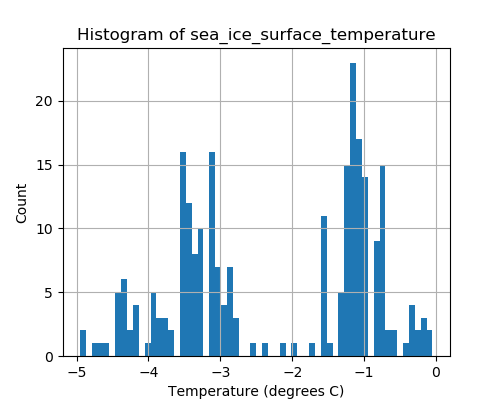 Histogram of sea_ice_surface_temperature
20
15
10
5
0
Count
−5 −4 −3 −2 −1 0
Temperature (degrees C)